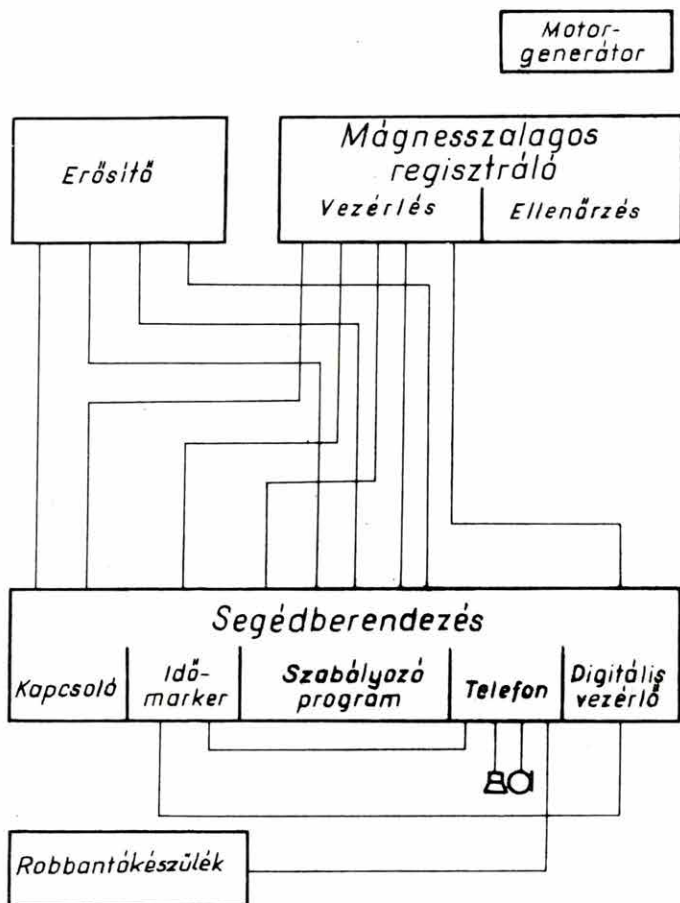 Motor-
generátor
Erősítő
Mágnesszalagos
regisztráló
Vezérlés
Ellenőrzés
Segédberendezés
Kapcsoló
Idő-
marker
Szabályozó
program
Telefon
Digitális
vezérlő
Robbantókészülék